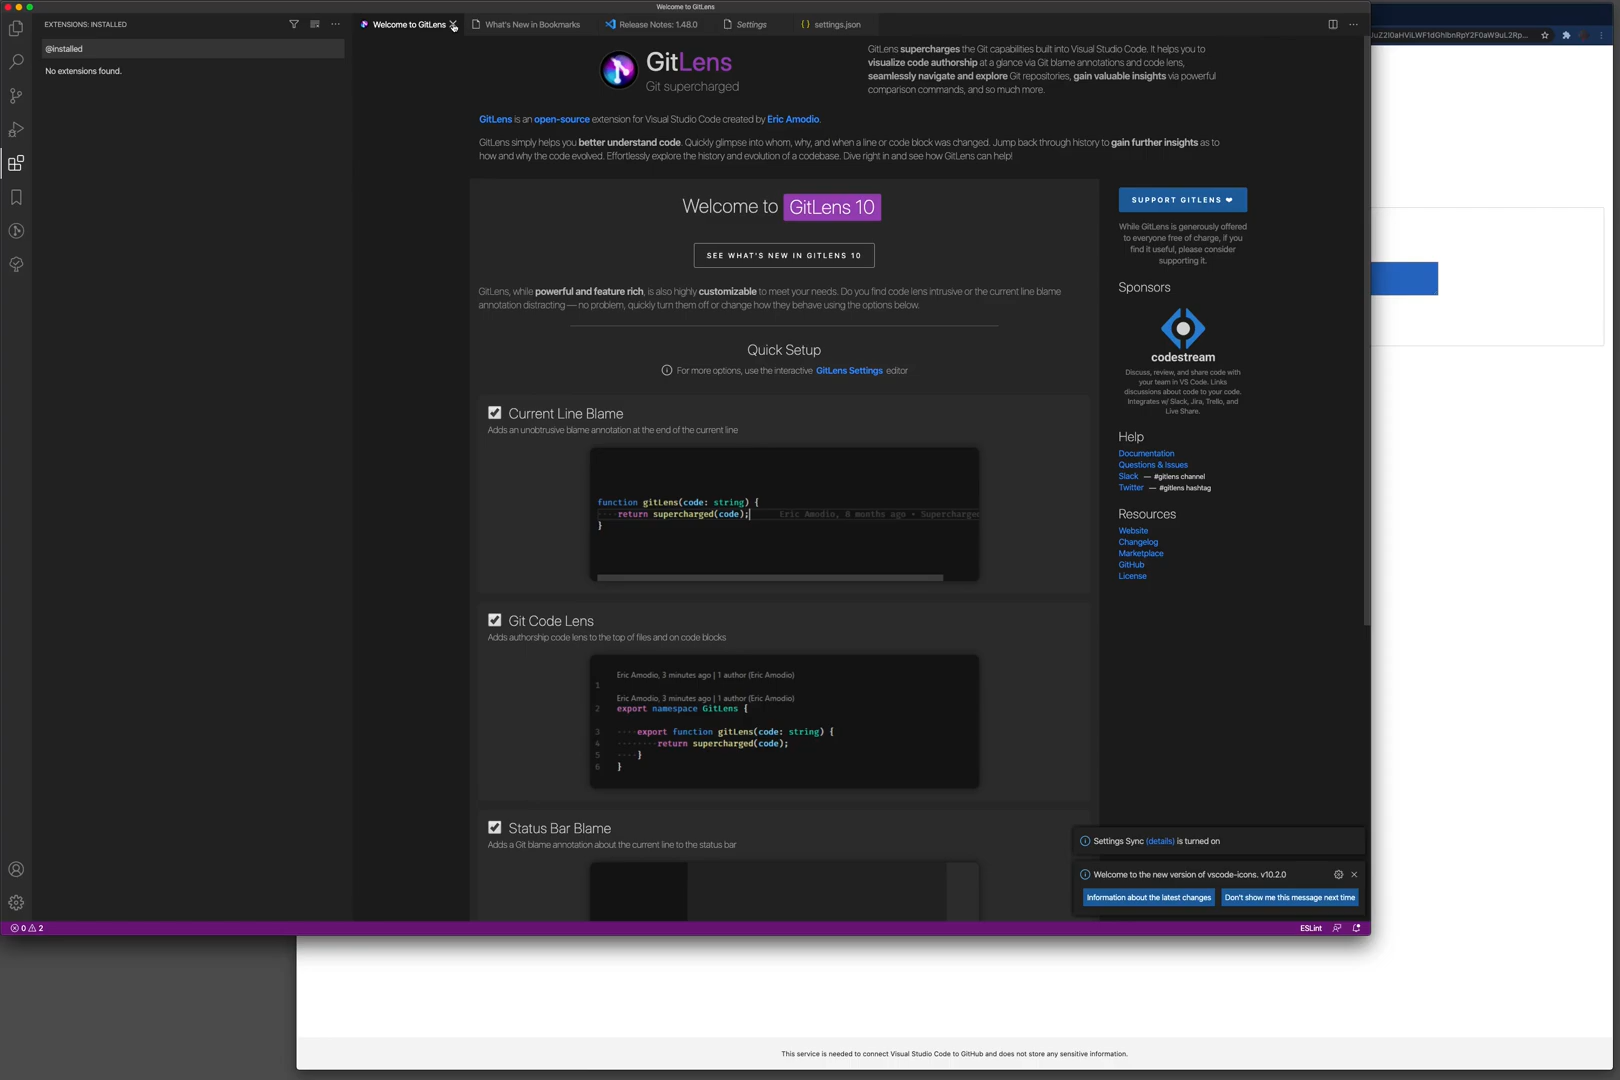 Welcome to GitLens
EXTENSIONS: INSTALLED
Welcome to GitLens
What's New in Bookmarks
Release Notes: 1.48.0
Settings
settings.json
@installed
No extensions found.
GitLens
Git supercharged
GitLens supercharges the Git capabilities built into Visual Studio Code. It helps you to
visualize code authorship at a glance via Git blame annotations and code lens,
seamlessly navigate and explore Git repositories, gain valuable insights via powerful
comparison commands, and so much more.
GitLens is an open-source extension for Visual Studio Code created by Eric Amodio.
GitLens simply helps you better understand code. Quickly glimpse into whom, why, and when a line or code block was changed. Jump back through history to gain further insights as to
how and why the code evolved. Effortlessly explore the history and evolution of a codebase. Dive right in and see how GitLens can help!
Welcome to GitLens 10
SEE WHAT'S NEW IN GITLENS 10
GitLens, while powerful and feature rich, is also highly customizable to meet your needs. Do you find code lens intrusive or the current line blame
annotation distracting — no problem, quickly turn them off or change how they behave using the options below.
Quick Setup
For more options, use the interactive GitLens Settings editor
Current Line Blame
Adds an unobtrusive blame annotation at the end of the current line
function gitLens(code: string) {
····return supercharged(code); Eric Amodio, 8 months ago • Supercharged
}
Git Code Lens
Adds authorship code lens to the top of files and on code blocks
Eric Amodio, 3 minutes ago | 1 author (Eric Amodio)
1
Eric Amodio, 3 minutes ago | 1 author (Eric Amodio)
2 export namespace GitLens {
3 ····export function gitLens(code: string) {
4 ········return supercharged(code);
5 ····}
6 }
Status Bar Blame
Adds a Git blame annotation about the current line to the status bar
SUPPORT GITLENS ❤
While GitLens is generously offered
to everyone free of charge, if you
find it useful, please consider
supporting it.
Sponsors
codestream
Discuss, review, and share code with
your team in VS Code. Links
discussions about code to your code.
Integrates w/ Slack, Jira, Trello, and
Live Share.
Help
Documentation
Questions & Issues
Slack — #gitlens channel
Twitter — #gitlens hashtag
Resources
Website
Changelog
Marketplace
GitHub
License
Settings Sync (details) is turned on
Welcome to the new version of vscode-icons. v10.2.0
Information about the latest changes
Don't show me this message next time
0 2
ESLint
This service is needed to connect Visual Studio Code to GitHub and does not store any sensitive information.